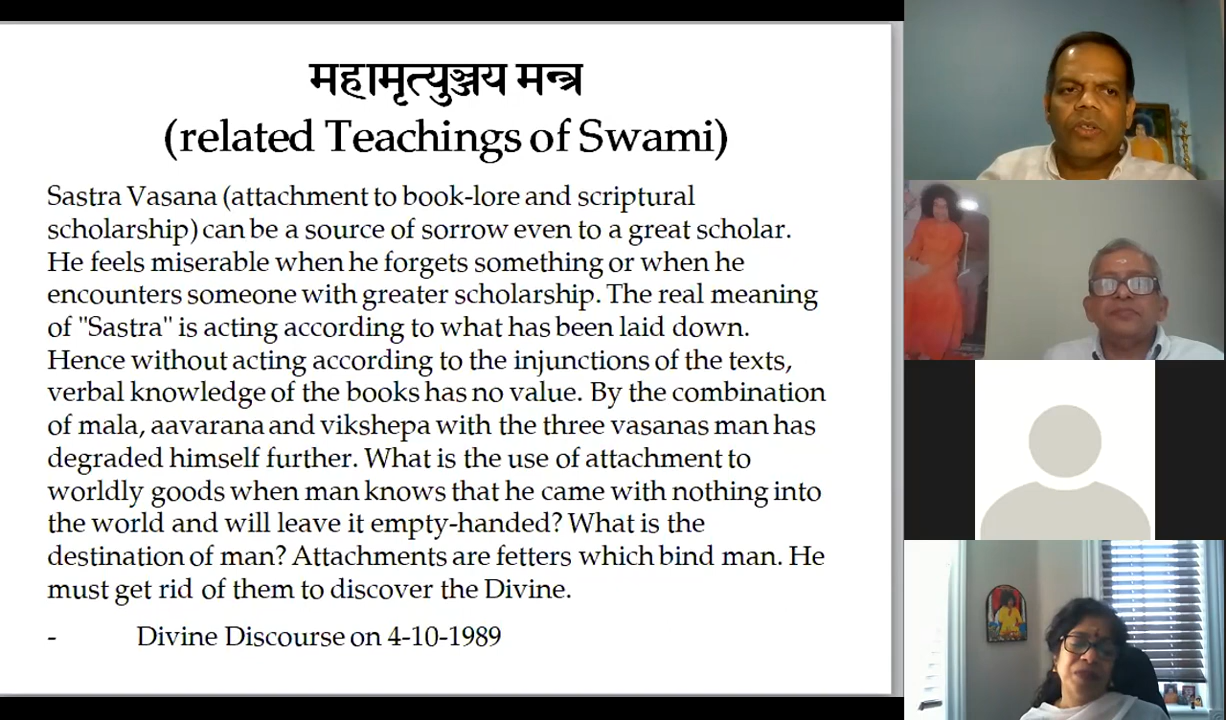 महामृत्युञ्जय मन्त्र
(related Teachings of Swami)
Sastra Vasana (attachment to book-lore and scriptural
scholarship) can be a source of sorrow even to a great scholar.
He feels miserable when he forgets something or when he
encounters someone with greater scholarship. The real meaning
of "Sastra" is acting according to what has been laid down.
Hence without acting according to the injunctions of the texts,
verbal knowledge of the books has no value. By the combination
of mala, aavarana and vikshepa with the three vasanas man has
degraded himself further. What is the use of attachment to
worldly goods when man knows that he came with nothing into
the world and will leave it empty-handed? What is the
destination of man? Attachments are fetters which bind man. He
must get rid of them to discover the Divine.
- Divine Discourse on 4-10-1989